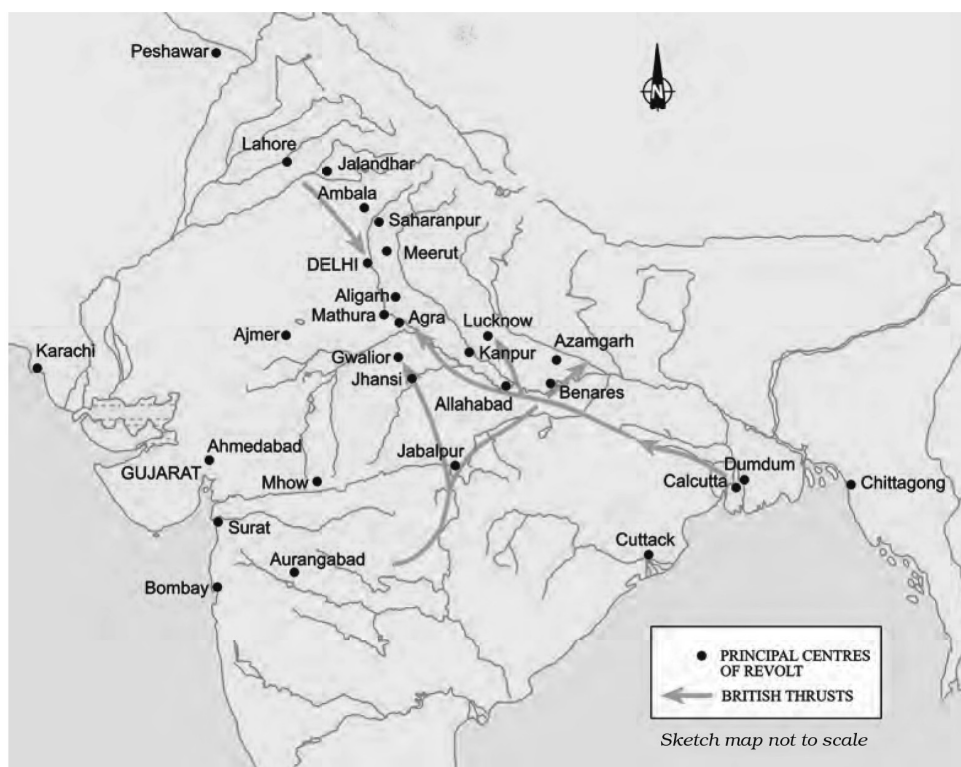 N
Peshawar
Lahore
Jalandhar
Ambala
Saharanpur
Meerut
DELHI
Aligarh
Mathura
Agra
Lucknow
Ajmer
Azamgarh
Karachi
Gwalior
Kanpur
Jhansi
Benares
Allahabad
Ahmedabad
Jabalpur
GUJARAT
Dumdum
Mhow
Calcutta
Chittagong
Surat
Cuttack
Aurangabad
Bombay
PRINCIPAL CENTRES
OF REVOLT
BRITISH THRUSTS
Sketch map not to scale